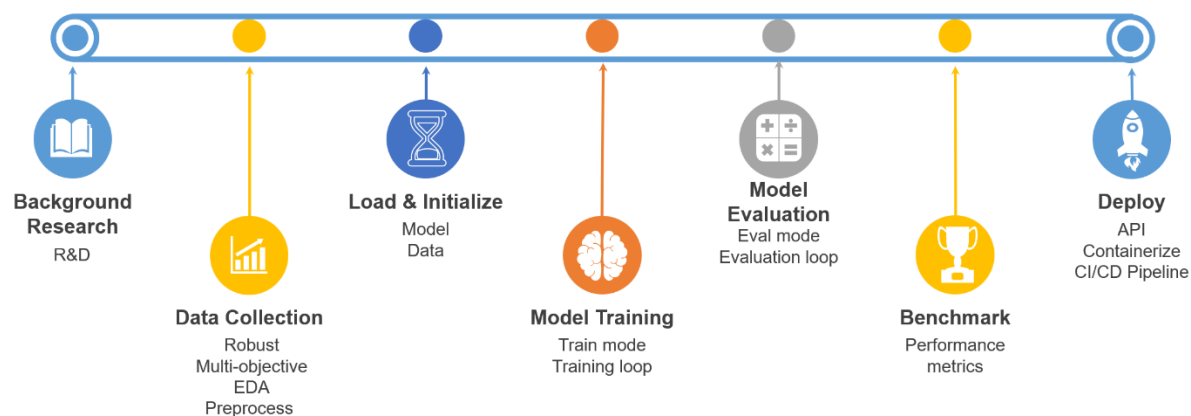 Background
Research
R&D
Data Collection
Robust
Multi-objective
EDA
Preprocess
Load & Initialize
Model
Data
Model Training
Train mode
Training loop
Model
Evaluation
Eval mode
Evaluation loop
Benchmark
Performance
metrics
Deploy
API
Containerize
CI/CD Pipeline